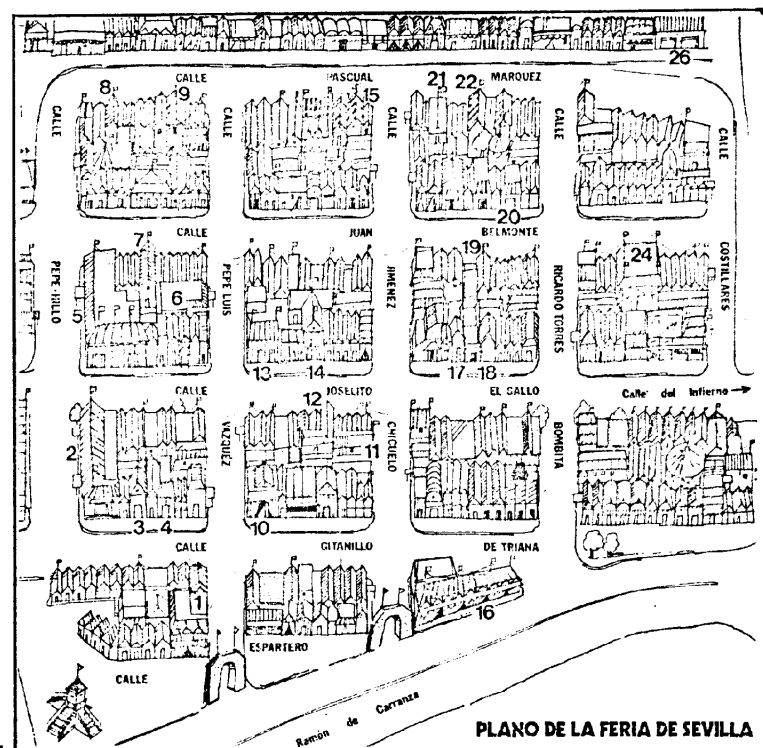 26
CALLE PASCUAL MARQUEZ
8 9 15 21 22
CALLE CALLE CALLE CALLE CALLE
20
CALLE JUAN BELMONTE
7 19
24
PEPE HILLO PEPE LUIS JIMENEZ RICARDO TORRES COSTILLARES
5 6
13 14 17 18
CALLE JOSELITO EL GALLO Calle del Infierno
12
2 11
VAZQUEZ CHICUELO BOMBITA
3 4 10
CALLE GITANILLO DE TRIANA
1
16
ESPARTERO
CALLE
Ramón de Carranza
PLANO DE LA FERIA DE SEVILLA